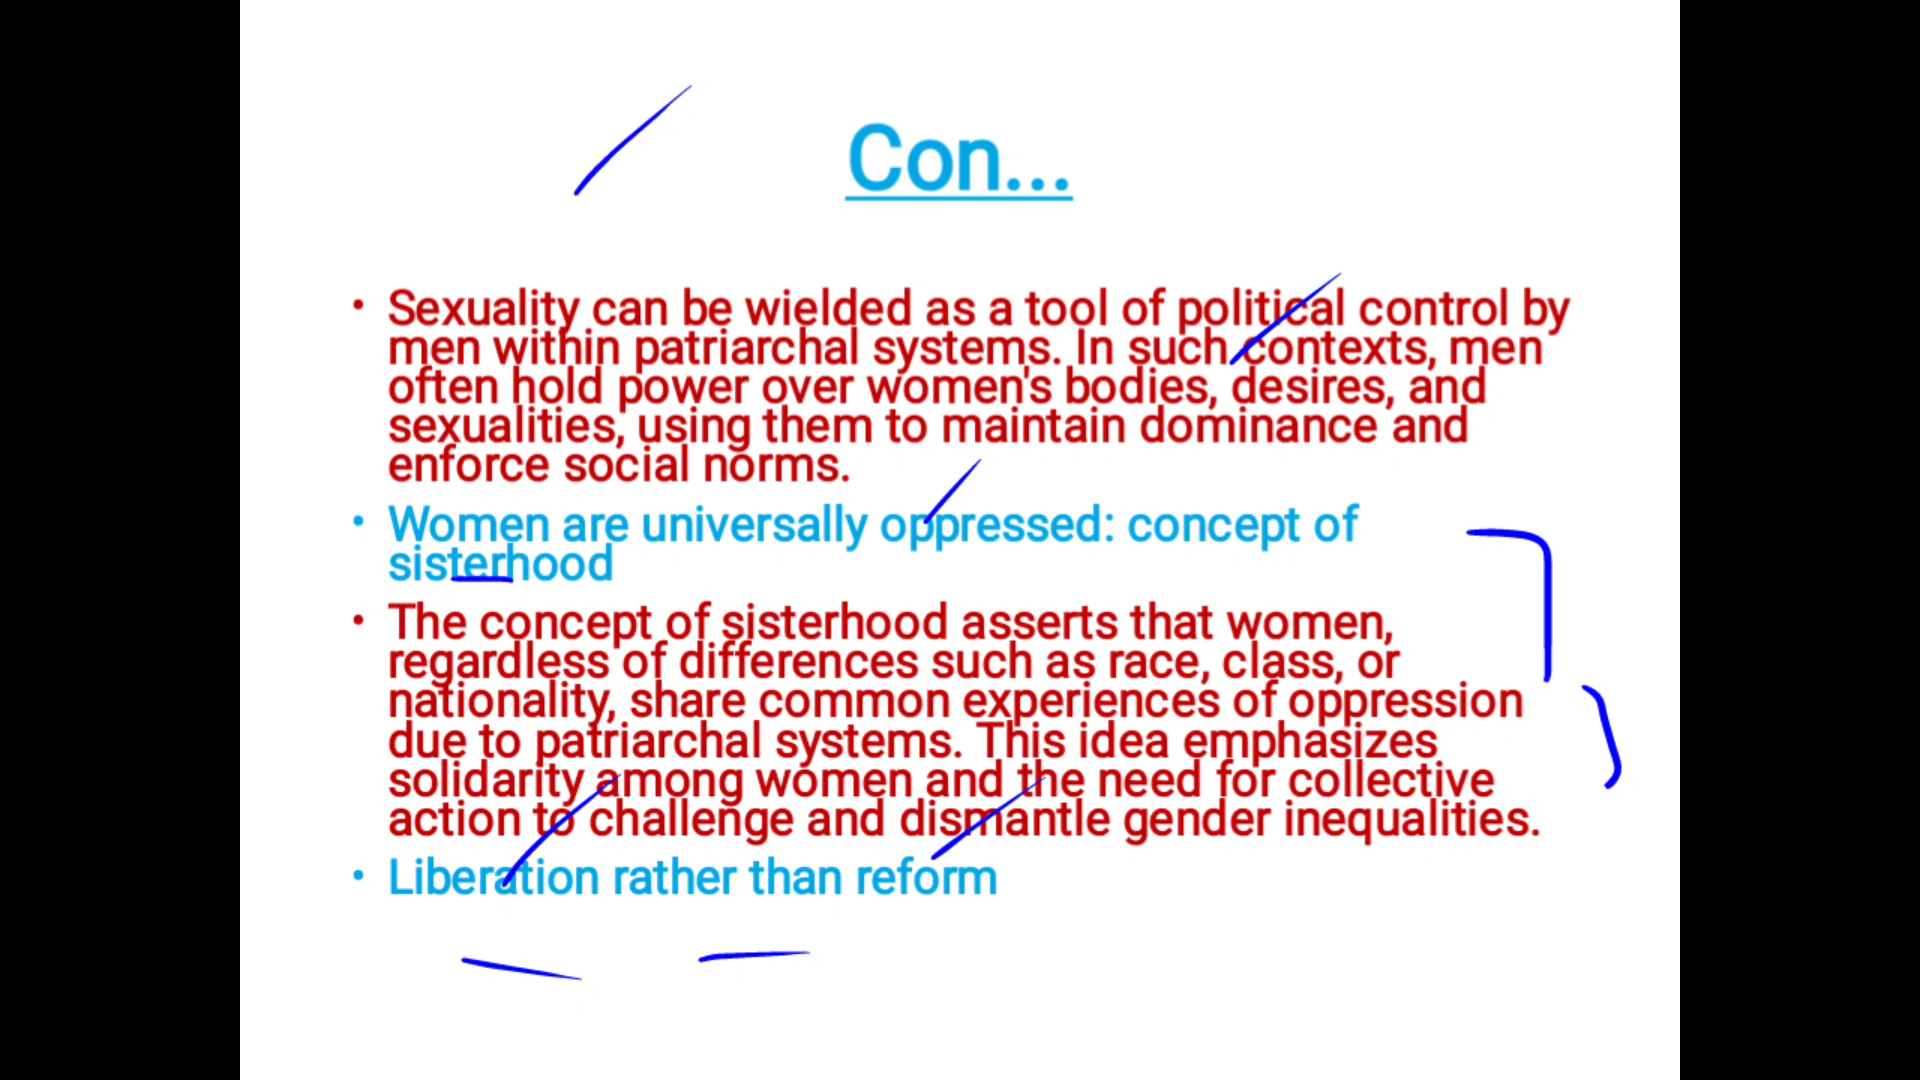 Con...
• Sexuality can be wielded as a tool of political control by
men within patriarchal systems. In such contexts, men
often hold power over women's bodies, desires, and
sexualities, using them to maintain dominance and
enforce social norms.
• Women are universally oppressed: concept of
sisterhood
• The concept of sisterhood asserts that women,
regardless of differences such as race, class, or
nationality, share common experiences of oppression
due to patriarchal systems. This idea emphasizes
solidarity among women and the need for collective
action to challenge and dismantle gender inequalities.
• Liberation rather than reform